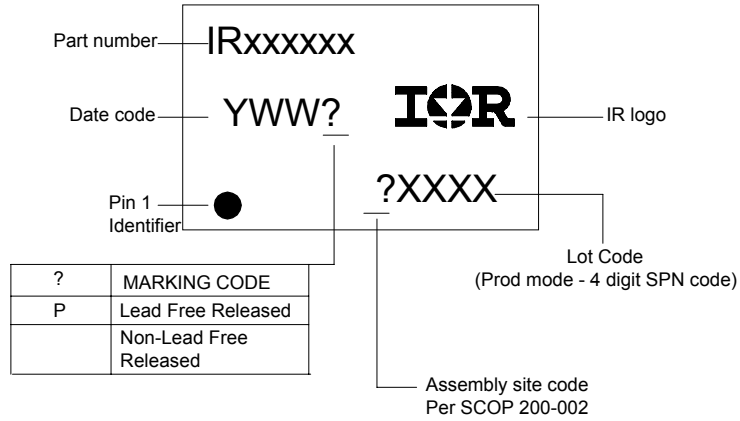 Part number
IRxxxxxx
Date code
YWW?
IOR
IR logo
Pin 1
Identifier
?XXXX
Lot Code
(Prod mode - 4 digit SPN code)
? MARKING CODE
P Lead Free Released
Non-Lead Free
Released
Assembly site code
Per SCOP 200-002